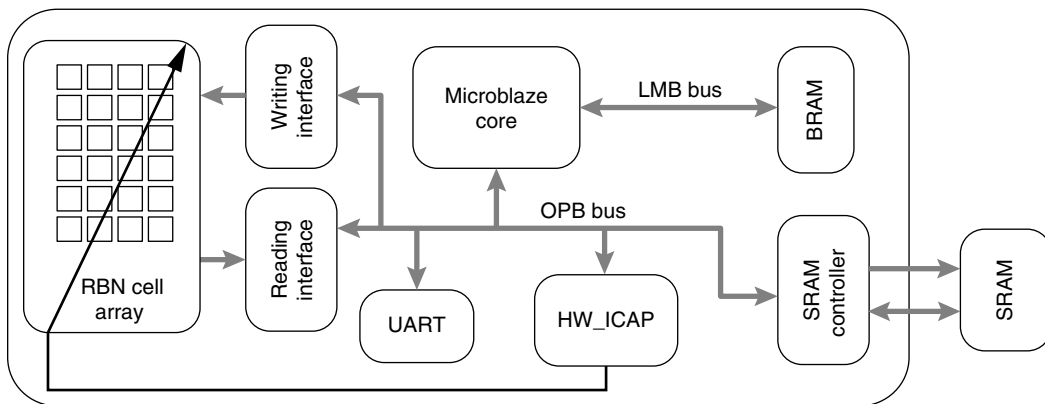 Writing
interface
Microblaze
core
LMB bus
BRAM
OPB bus
Reading
interface
RBN cell
array
UART
HW_ICAP
SRAM
controller
SRAM